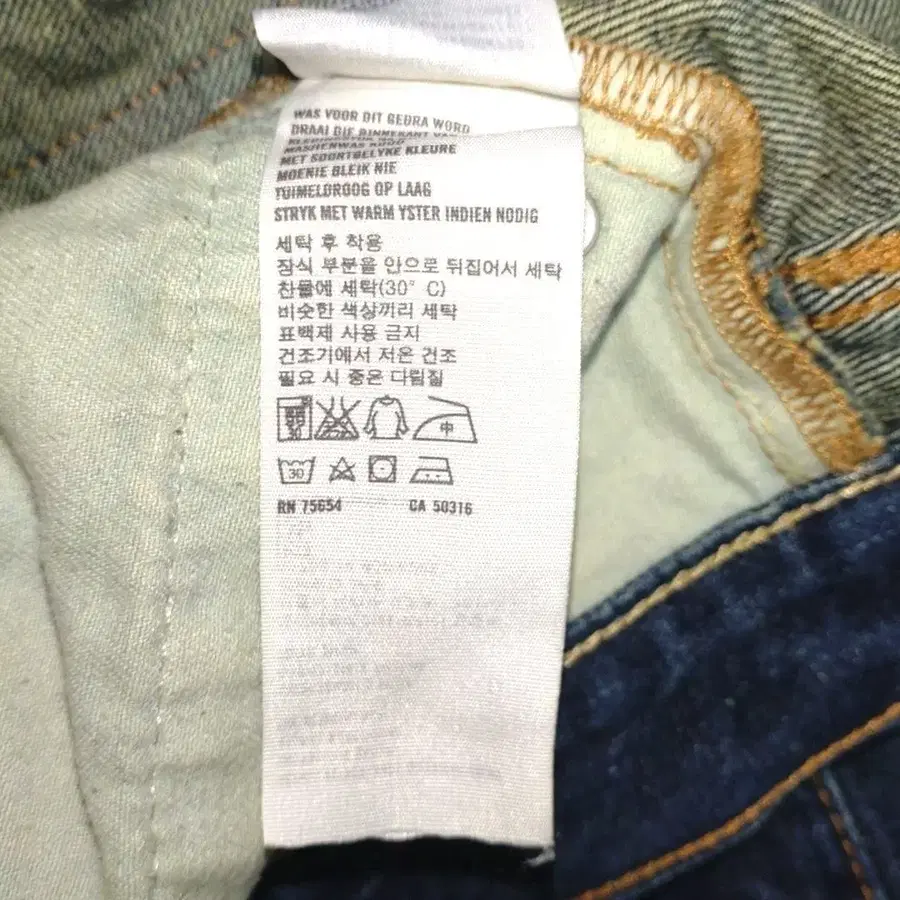 WAS VOOR DIT GEDRA WORD
DRAAI DIE BINNEKANT
MET SOORTGELYKE KLEURE
MOENIE BLEIK NIE
TUIMELDROOG OP LAAG
STRYK MET WARM YSTER INDIEN NODIG
세탁 후 착용
장식 부분을 안으로 뒤집어서 세탁
찬물에 세탁(30° C)
비슷한 색상끼리 세탁
표백제 사용 금지
건조기에서 저온 건조
필요 시 중온 다림질
中
30
RN 75654 CA 50316